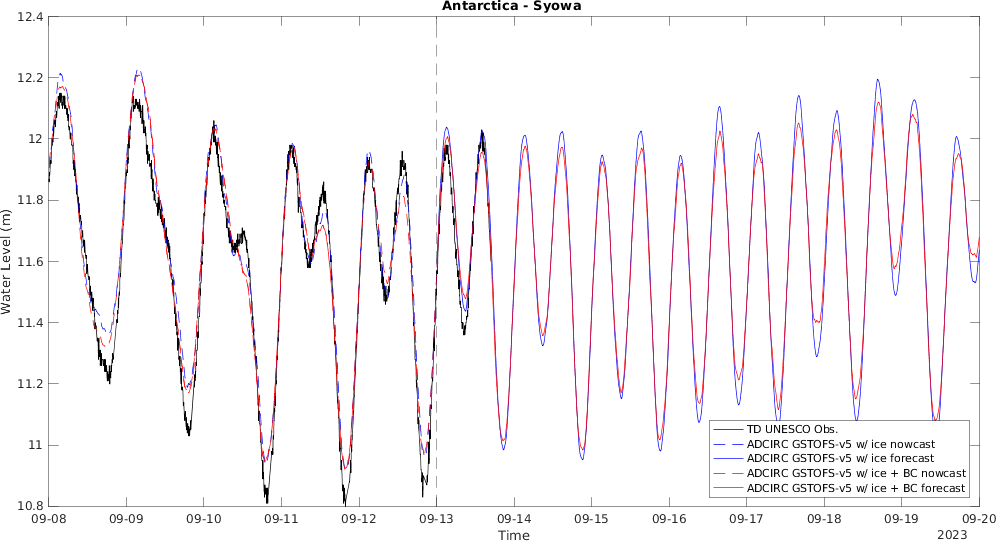 Antarctica - Syowa
12.4
12.2
12
11.8
11.6
11.4
11.2
11
10.8
Water Level (m)
09-08 09-09 09-10 09-11 09-12 09-13 09-14 09-15 09-16 09-17 09-18 09-19 09-20
Time
2023
TD UNESCO Obs.
ADCIRC GSTOFS-v5 w/ ice nowcast
ADCIRC GSTOFS-v5 w/ ice forecast
ADCIRC GSTOFS-v5 w/ ice + BC nowcast
ADCIRC GSTOFS-v5 w/ ice + BC forecast